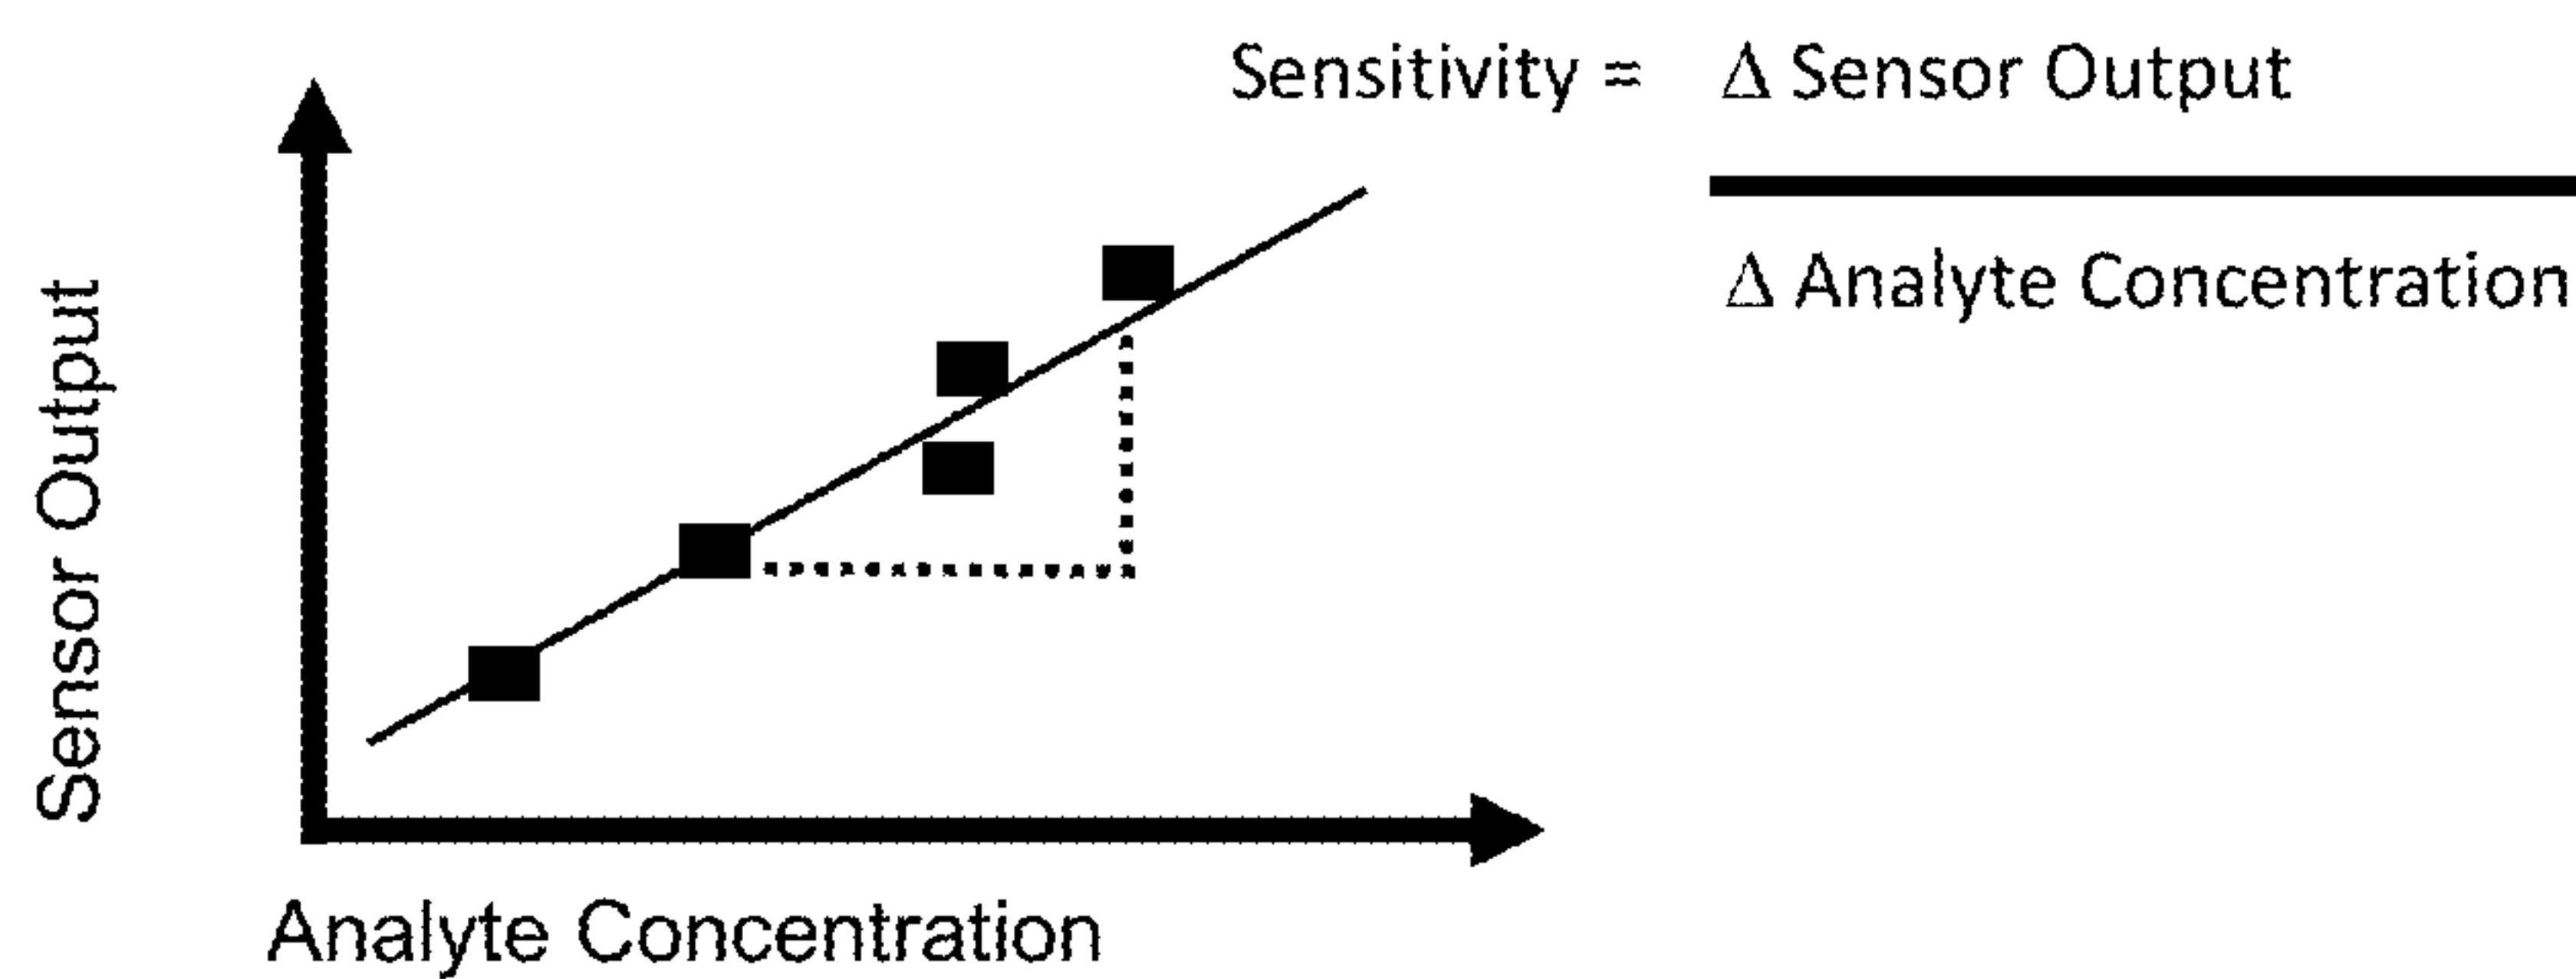 Sensitivity = Δ Sensor Output
Δ Analyte Concentration
Sensor Output
Analyte Concentration